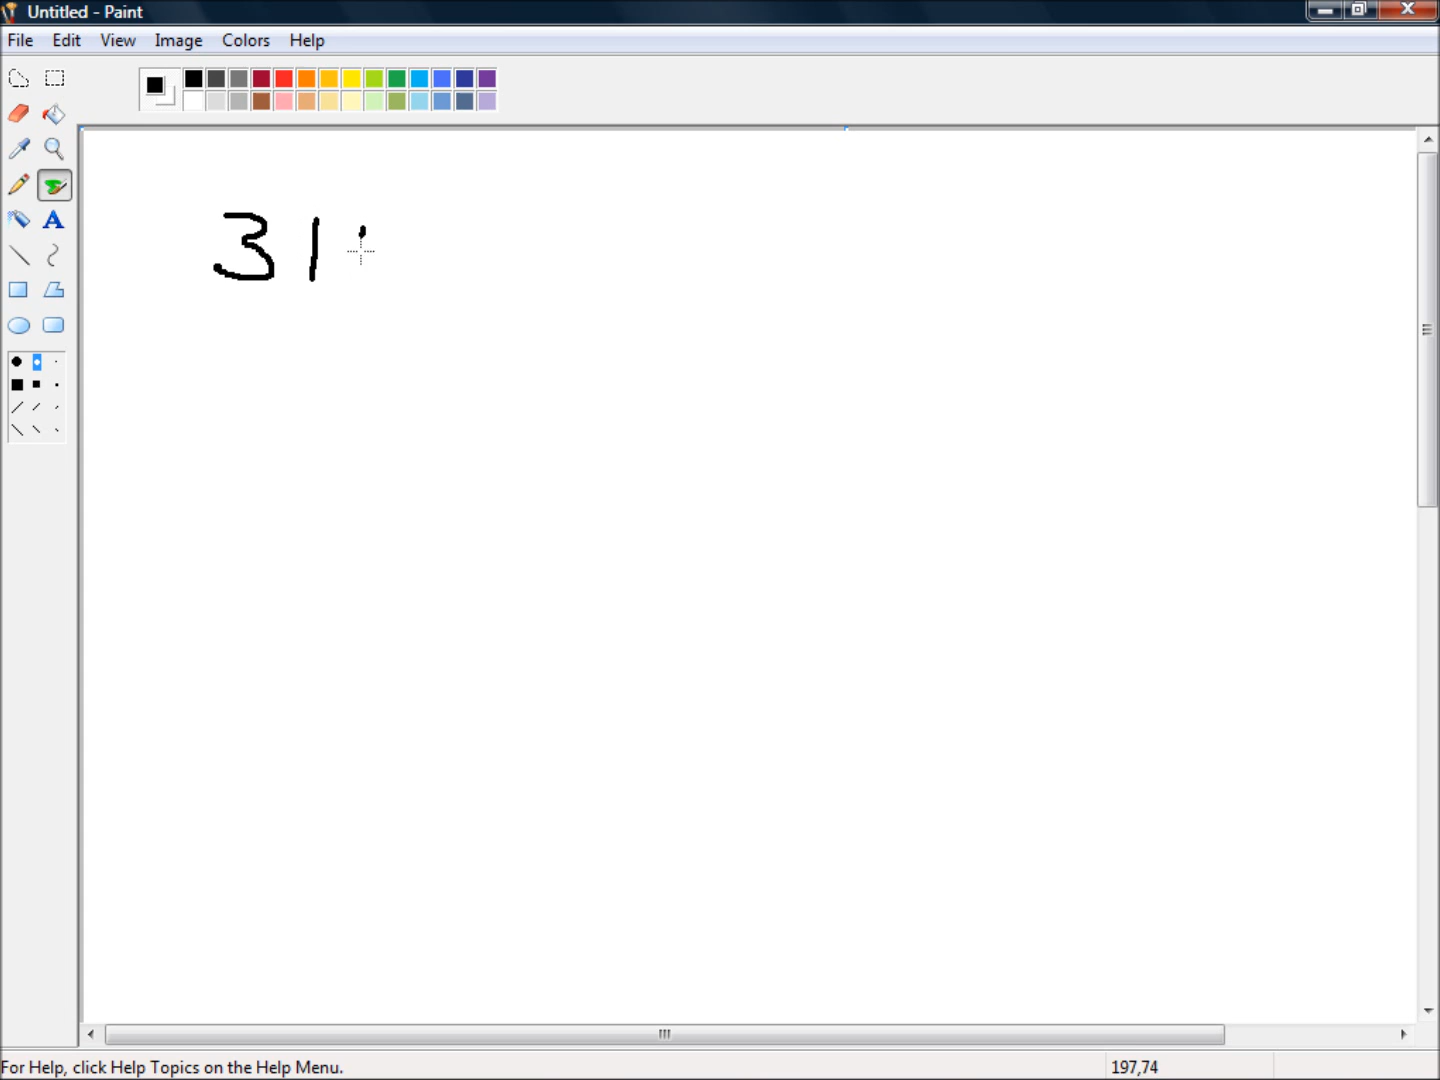 Untitled - Paint
File Edit View Image Colors Help
31
For Help, click Help Topics on the Help Menu. 197,74